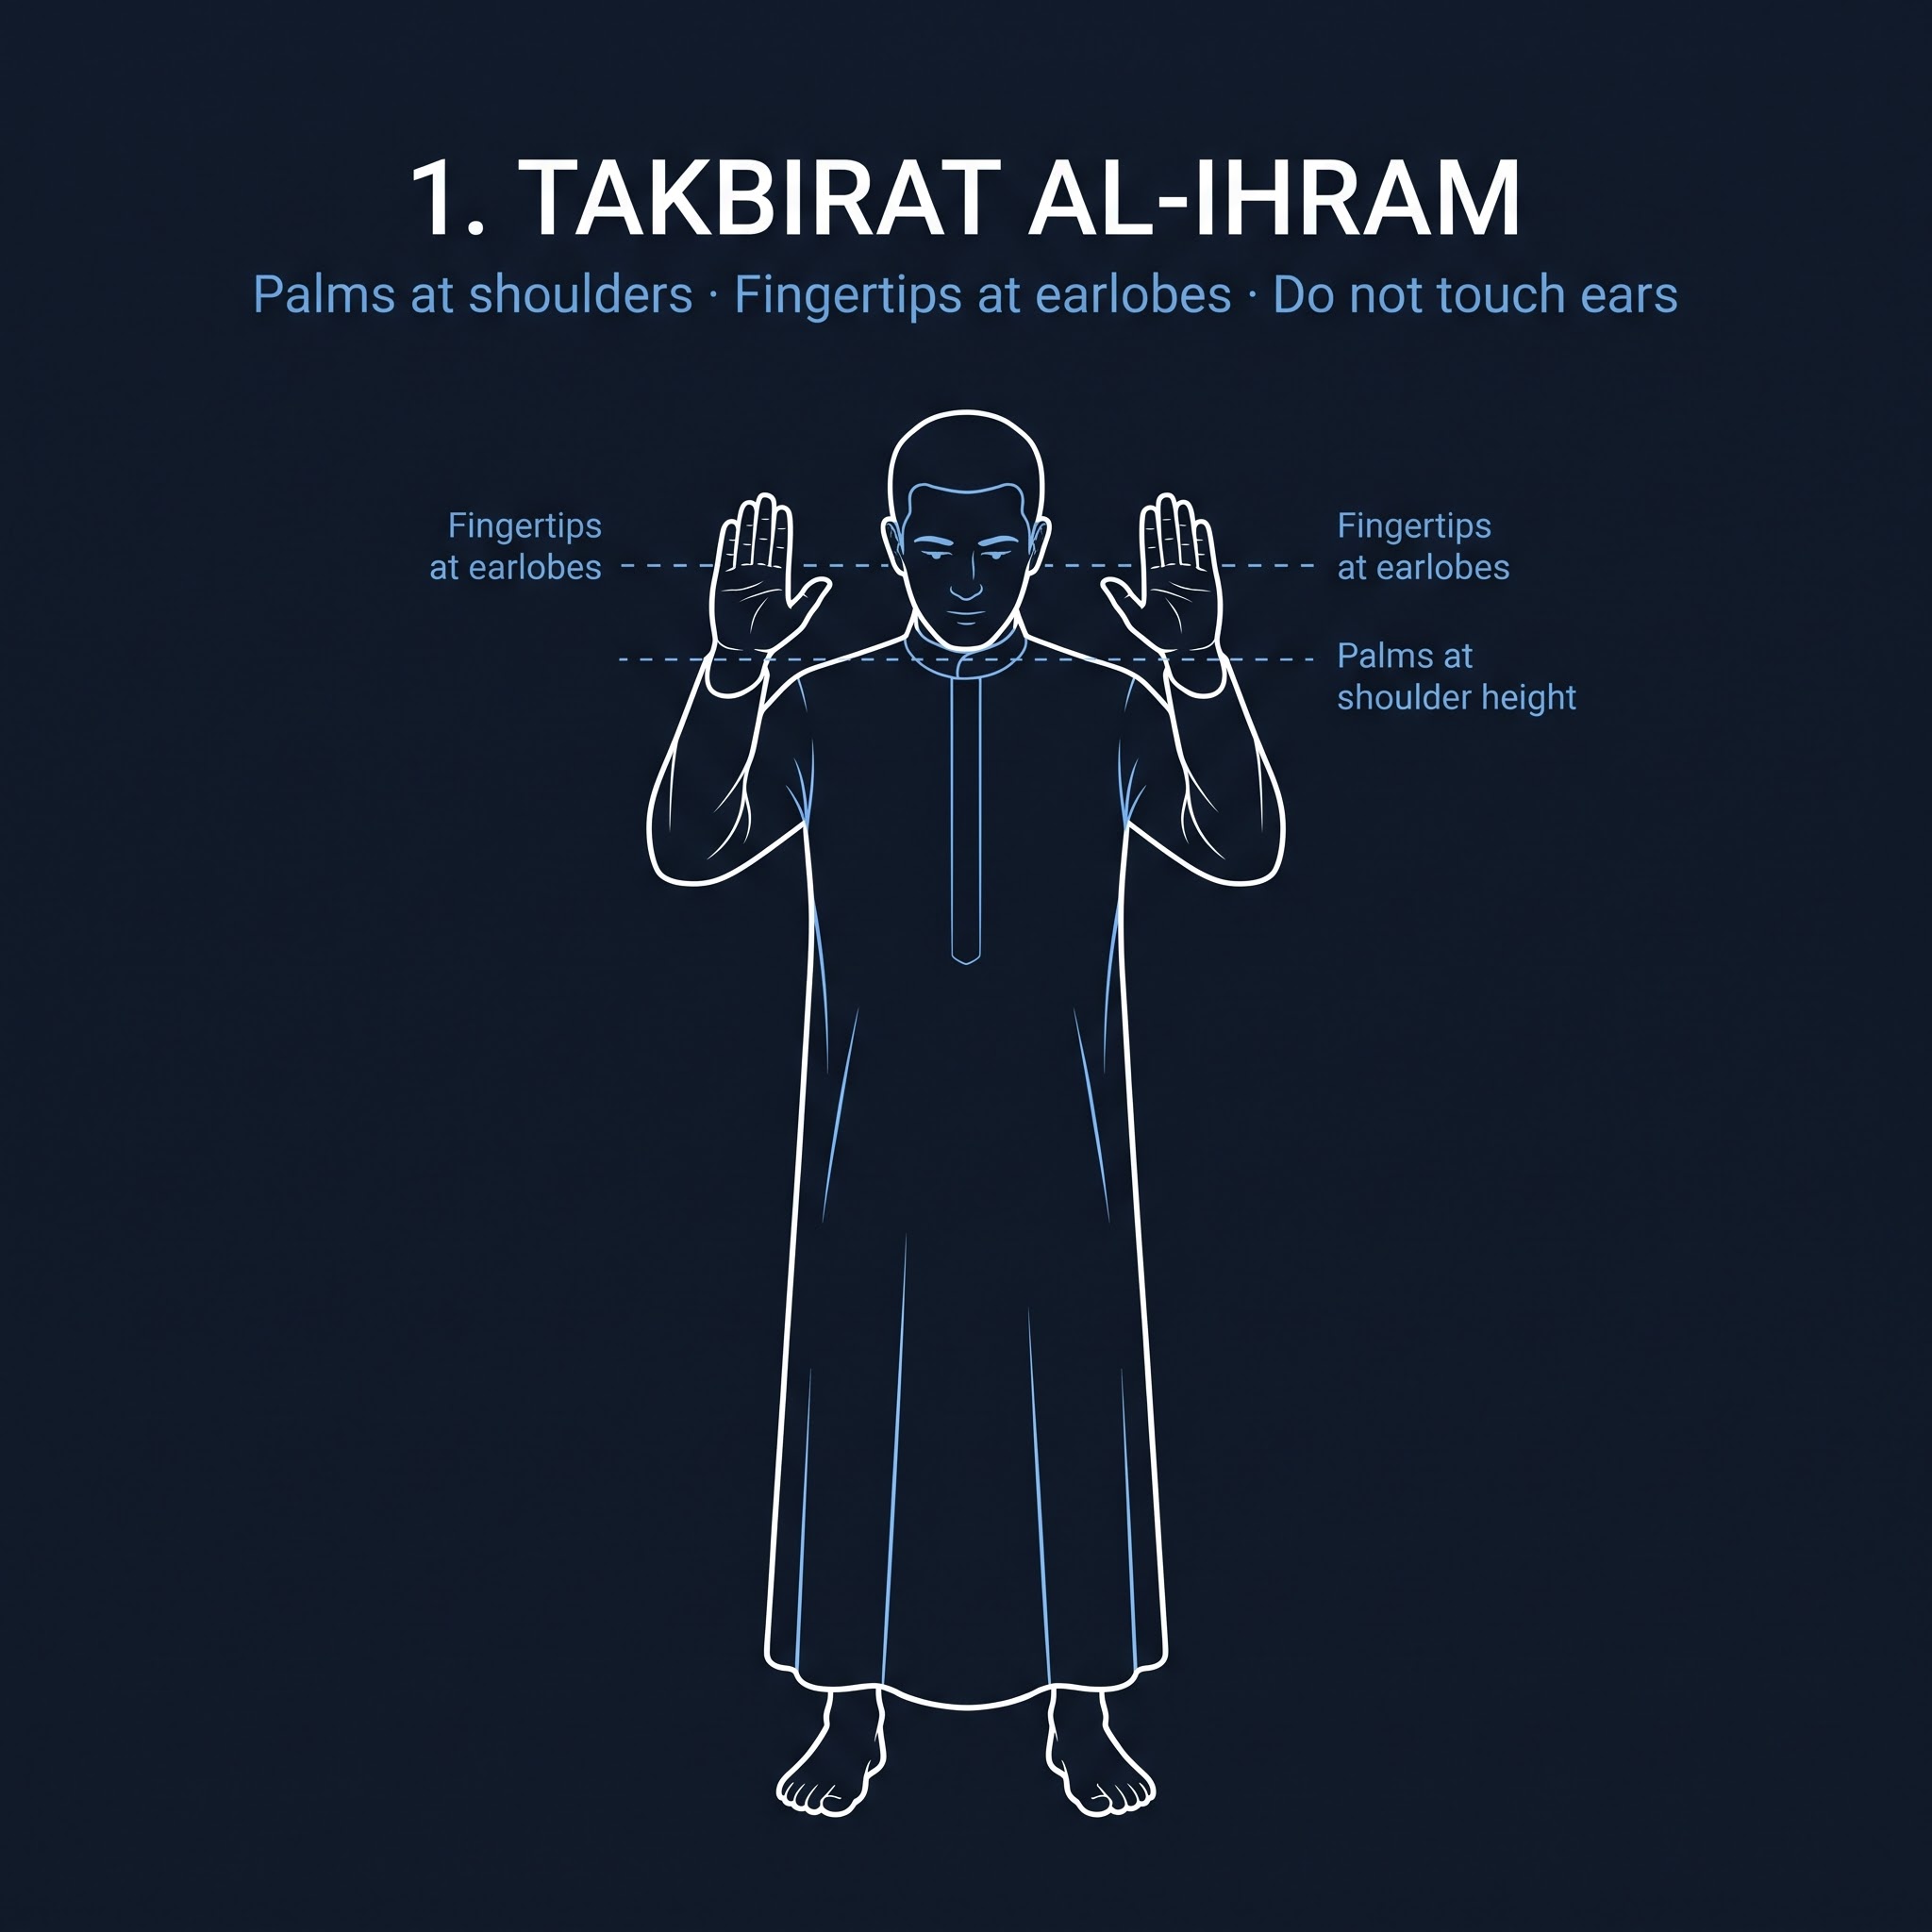 1. TAKBIRAT AL-IHRAM
Palms at shoulders · Fingertips at earlobes · Do not touch ears
Fingertips
at earlobes
Fingertips
at earlobes
Palms at
shoulder height